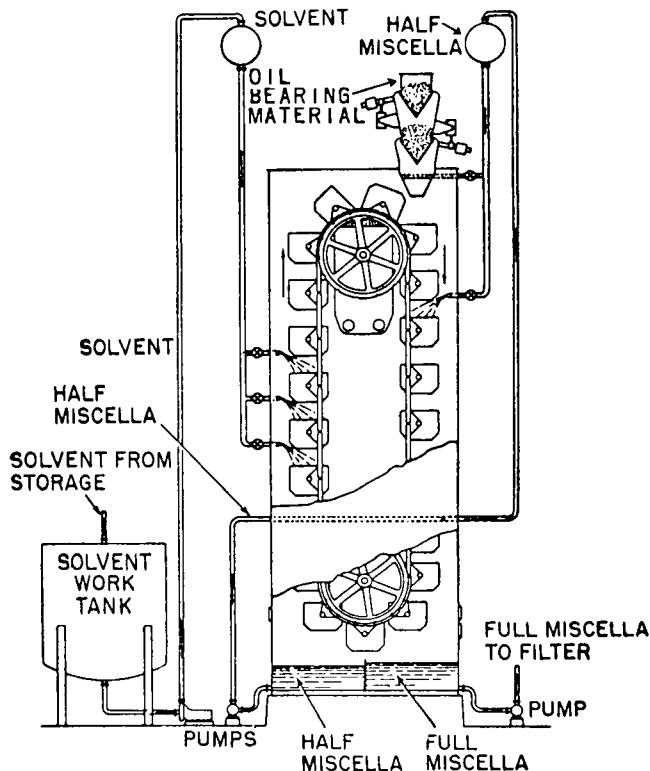 SOLVENT
HALF
MISCELLA
OIL
BEARING
MATERIAL
SOLVENT
HALF
MISCELLA
SOLVENT FROM
STORAGE
SOLVENT
WORK
TANK
FULL MISCELLA
TO FILTER
PUMP
PUMPS
HALF
MISCELLA
FULL
MISCELLA